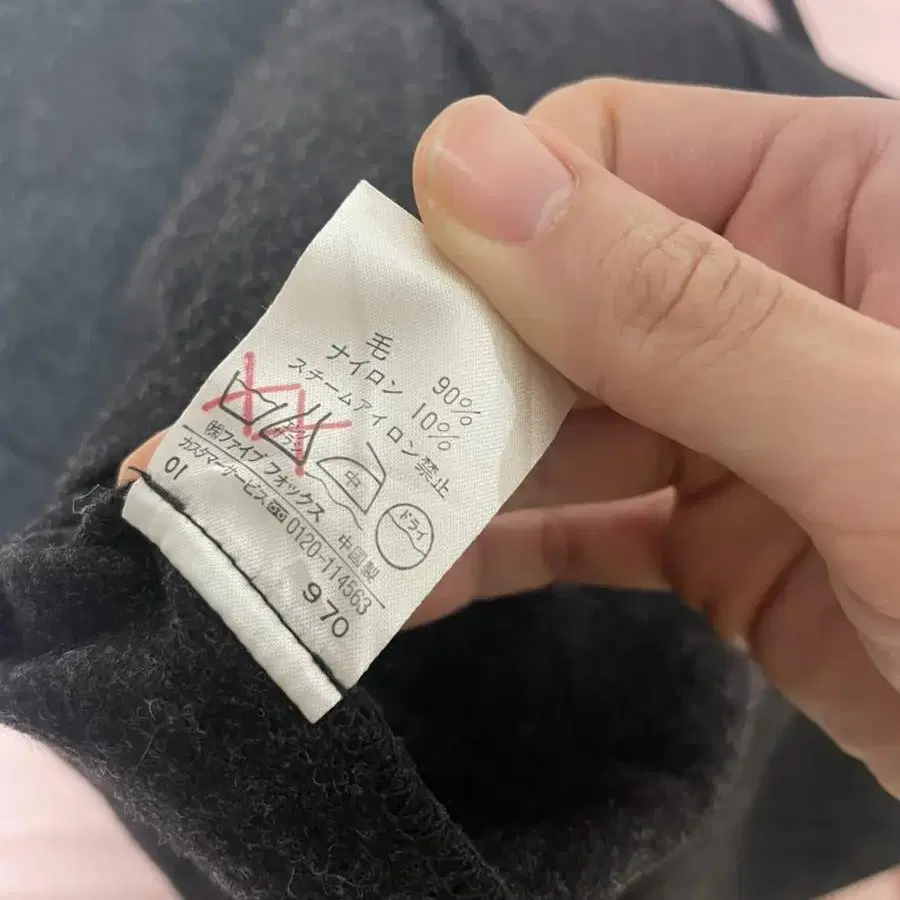 毛 90%
ナイロン 10%
スチームアイロン禁止
中
ドライ
㈱ファイブフォックス 中国製
カスタマーサービス 0120-114563
01 970